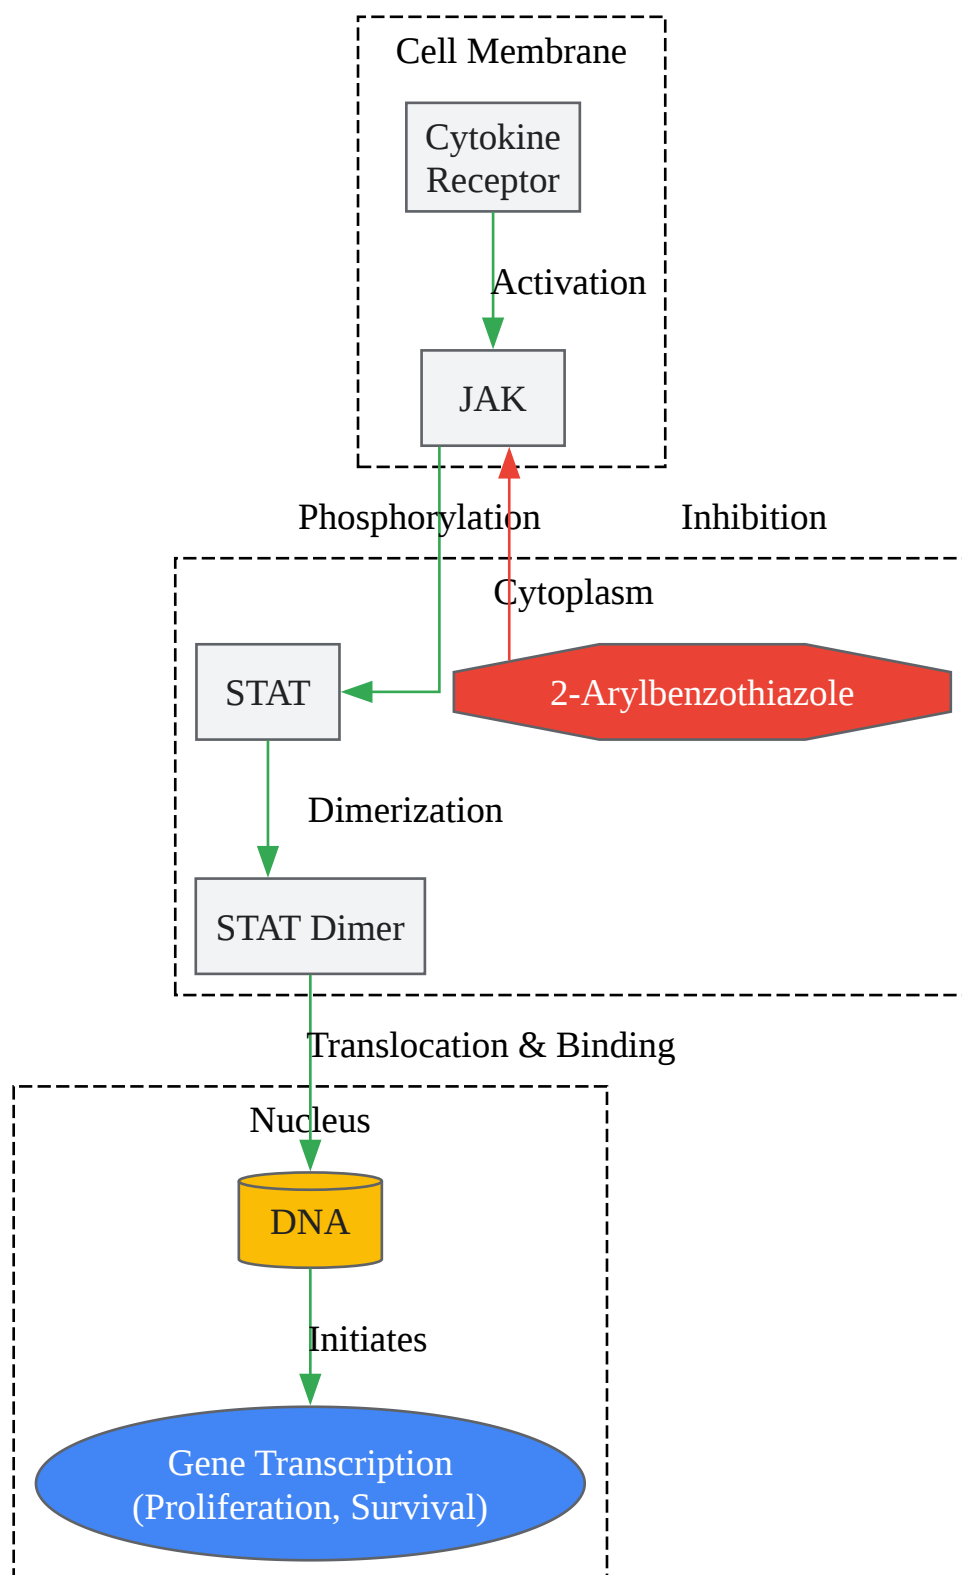 Cell Membrane
Cytokine
Receptor
Activation
JAK
Phosphorylation
Inhibition
Cytoplasm
STAT
2-Arylbenzothiazole
Dimerization
STAT Dimer
Translocation & Binding
Nucleus
DNA
Initiates
Gene Transcription
(Proliferation, Survival)